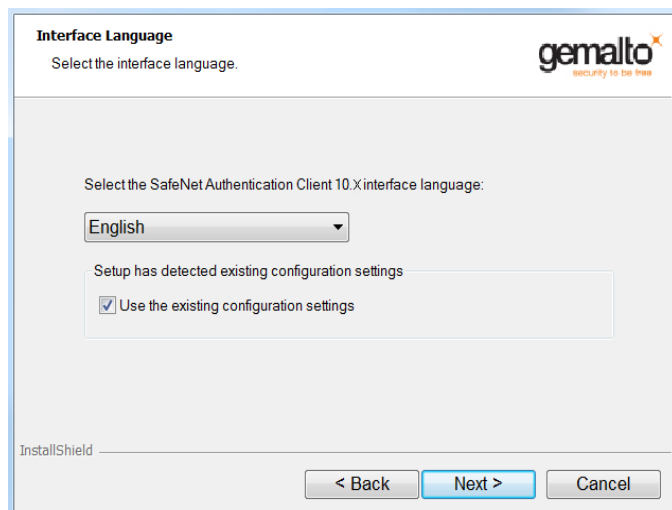 Interface Language
Select the interface language.
gemalto
security to be free
Select the SafeNet Authentication Client 10.X interface language:
English
Setup has detected existing configuration settings
Use the existing configuration settings
InstallShield
< Back
Next >
Cancel